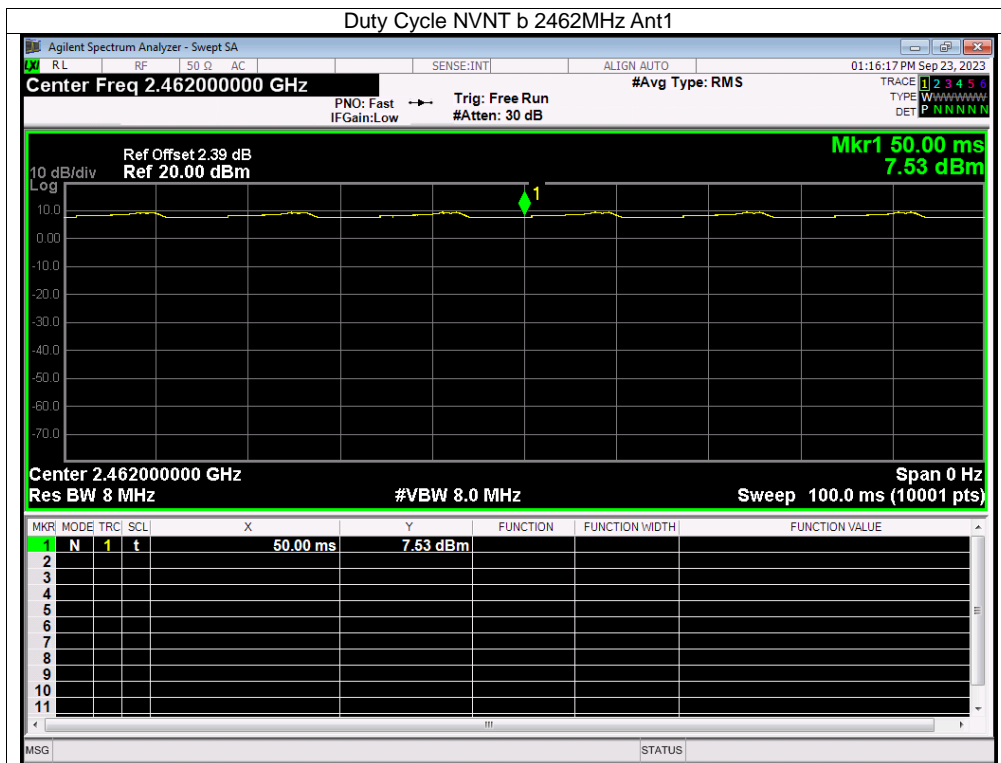 Duty Cycle NVNT b 2462MHz Ant1
Agilent Spectrum Analyzer - Swept SA
LXI RL RF 50 Ω AC SENSE:INT ALIGN AUTO 01:16:17 PM Sep 23, 2023
Center Freq 2.462000000 GHz #Avg Type: RMS TRACE 1 2 3 4 5 6
PNO: Fast Trig: Free Run TYPE WWWWWW
IFGain:Low #Atten: 30 dB DET P N N N N N
Mkr1 50.00 ms
Ref Offset 2.39 dB
10 dB/div Ref 20.00 dBm 7.53 dBm
Log
1
10.0
0.00
-10.0
-20.0
-30.0
-40.0
-50.0
-60.0
-70.0
Center 2.462000000 GHz Span 0 Hz
Res BW 8 MHz #VBW 8.0 MHz Sweep 100.0 ms (10001 pts)
MKR MODE TRC SCL X Y FUNCTION FUNCTION WIDTH FUNCTION VALUE
1 N 1 t 50.00 ms 7.53 dBm
2
3
4
5
6
7
8
9
10
11
MSG STATUS